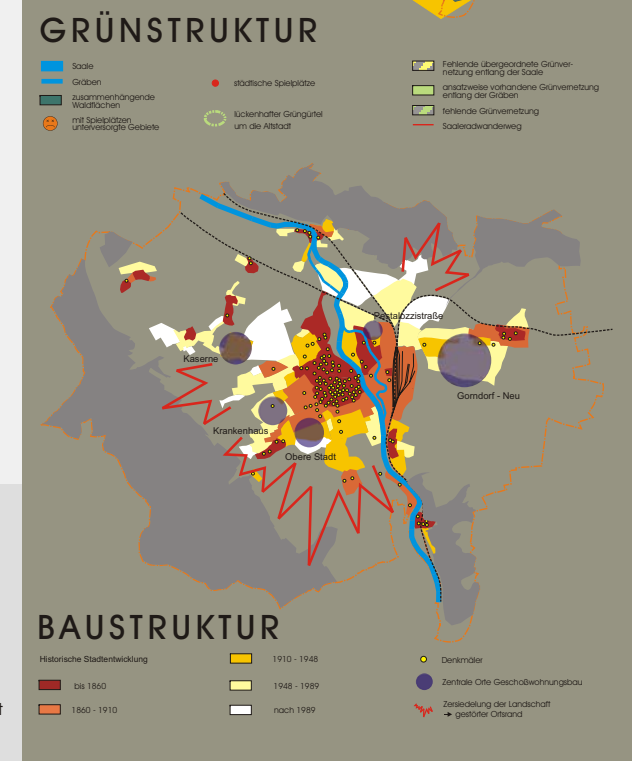 GRÜNSTRUKTUR
Saale
Gräben
zusammenhängende
Waldflächen
mit Spielplätzen
unterversorgte Gebiete
städtische Spielplätze
lückenhafter Grüngürtel
um die Altstadt
Fehlende übergeordnete Grünver-
netzung entlang der Saale
ansatzweise vorhandene Grünvernetzung
entlang der Gräben
fehlende Grünvernetzung
Saaleradwanderweg
Pestalozzistraße
Kaserne
Gorndorf - Neu
Krankenhaus
Obere Stadt
BAUSTRUKTUR
Historische Stadtentwicklung
bis 1860
1860 - 1910
1910 - 1948
1948 - 1989
nach 1989
Denkmäler
Zentrale Orte Geschoßwohnungsbau
Zersiedelung der Landschaft
→ gestörter Ortsrand
t